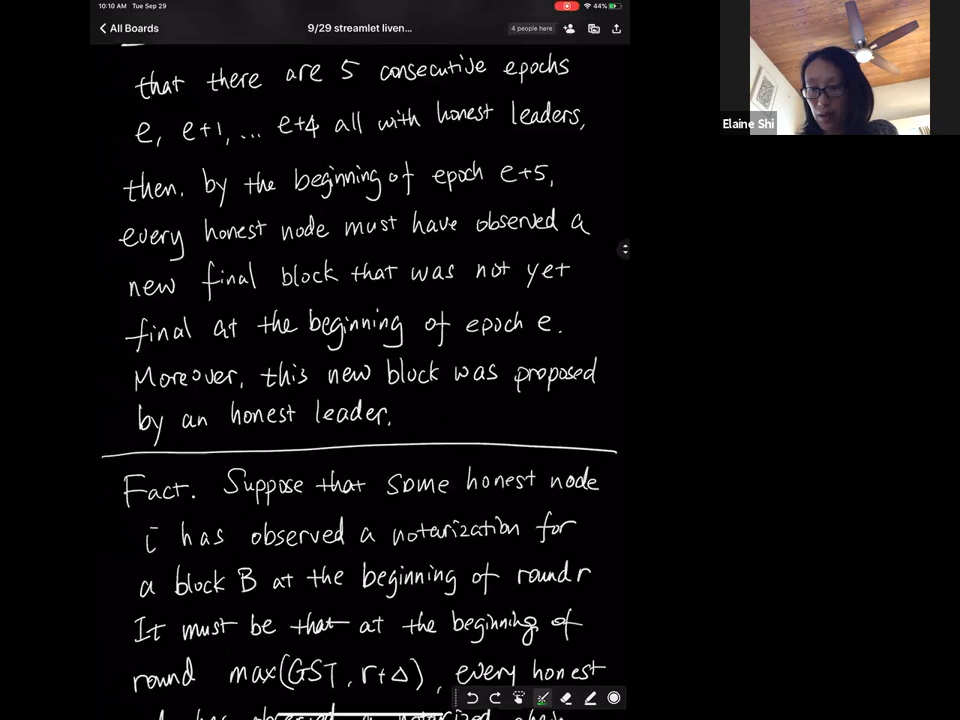 10:10 AM Tue Sep 29
44%
All Boards
9/29 streamlet liven...
4 people here
that there are 5 consecutive epochs
e, e+1, ... e+4 all with honest leaders,
then. by the beginning of epoch e+5,
every honest node must have observed a
new final block that was not yet
final at the beginning of epoch e.
Moreover, this new block was proposed
by an honest leader.
Fact. Suppose that some honest node
i has observed a notarization for
a block B at the beginning of round r
It must be that at the beginning of
round max(GST, r+Δ), every honest
has observed a notarized chain
Elaine Shi